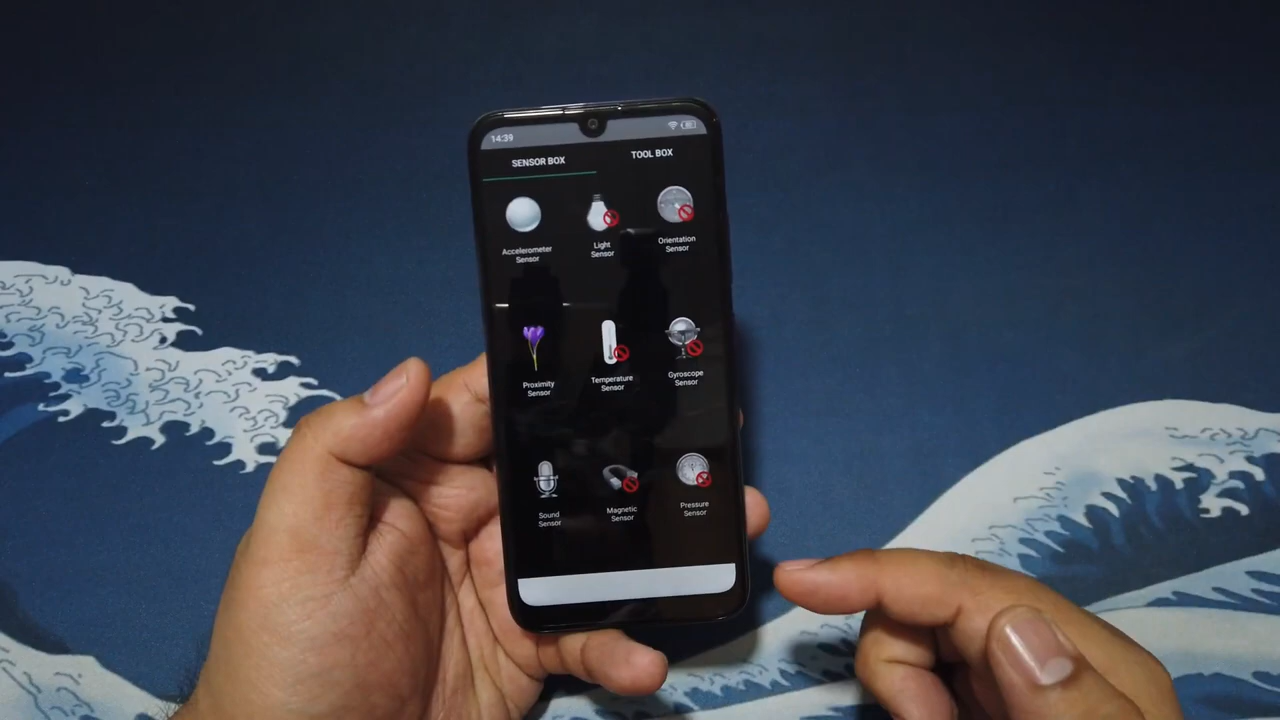 14:39
SENSOR BOX
TOOL BOX
Accelerometer
Sensor
Light
Sensor
Orientation
Sensor
Proximity
Sensor
Temperature
Sensor
Gyroscope
Sensor
Sound
Sensor
Magnetic
Sensor
Pressure
Sensor